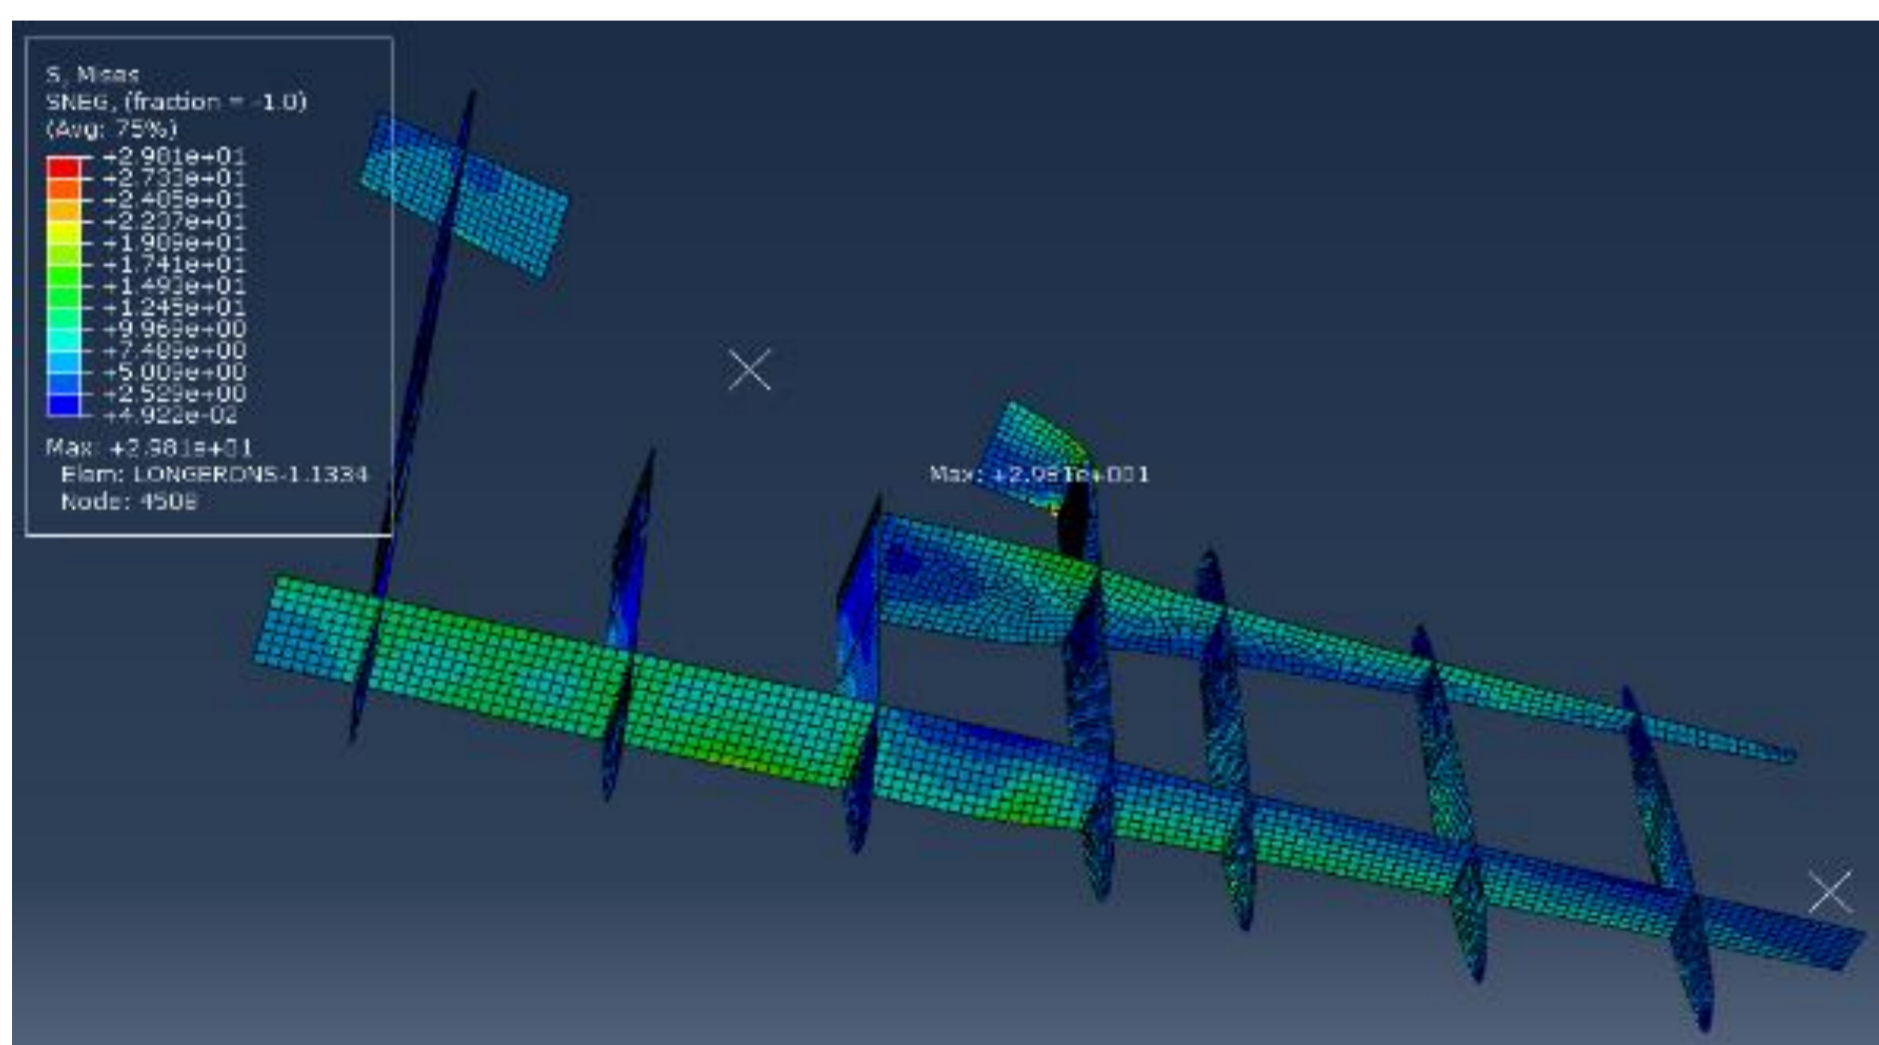 S, Mises
SNEG, (fraction = -1.0)
(Avg: 75%)
+2.981e+01
+2.733e+01
+2.485e+01
+2.237e+01
+1.989e+01
+1.741e+01
+1.493e+01
+1.245e+01
+9.969e+00
+7.489e+00
+5.009e+00
+2.529e+00
+4.922e-02
Max: +2.981e+01
Elem: LONGERONS-1.1334
Node: 4508
Max: +2.981e+001